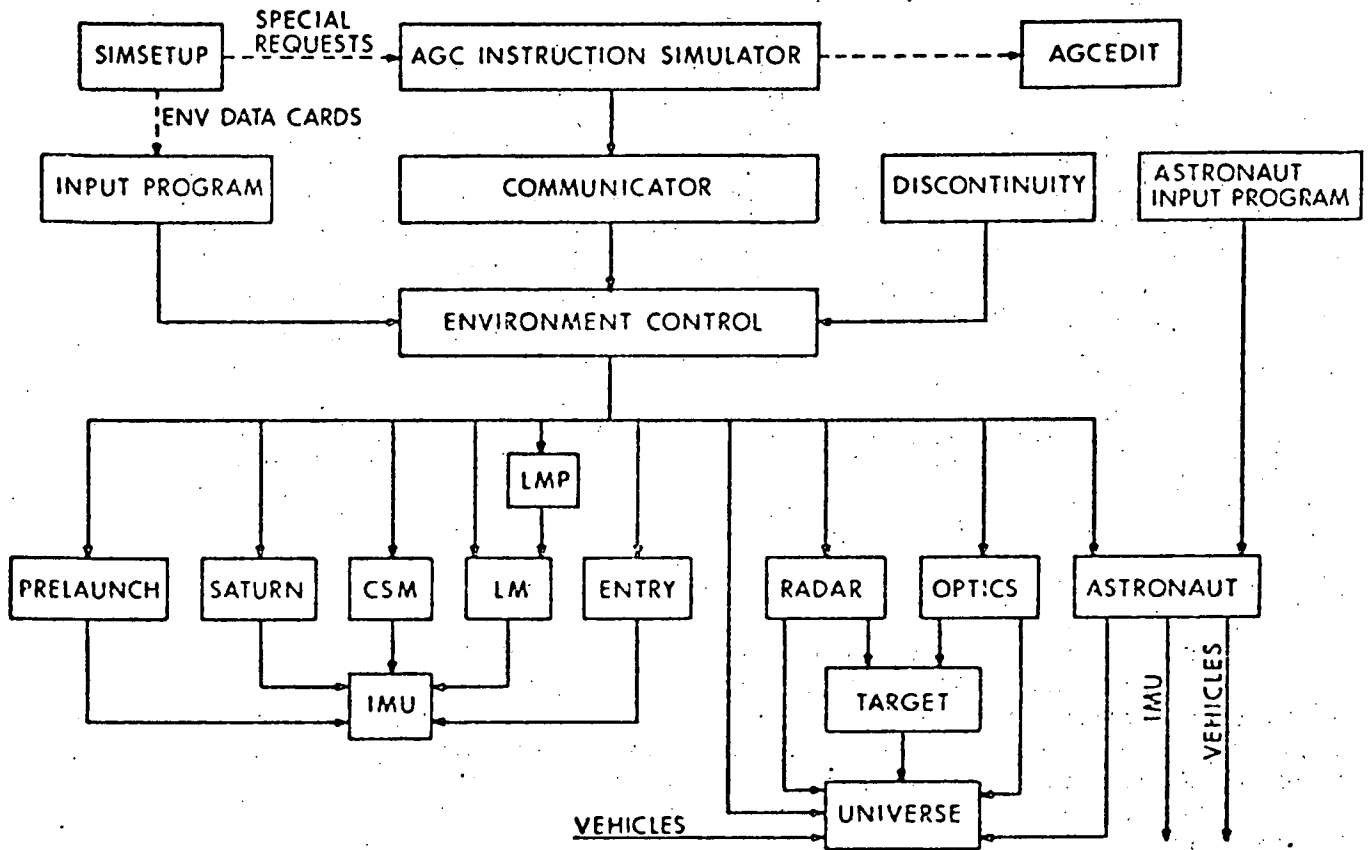 SPECIAL
REQUESTS
SIMSETUP
AGC INSTRUCTION SIMULATOR
AGCEDIT
ENV DATA CARDS
INPUT PROGRAM
COMMUNICATOR
DISCONTINUITY
ASTRONAUT
INPUT PROGRAM
ENVIRONMENT CONTROL
LMP
PRELAUNCH
SATURN
CSM
LM
ENTRY
RADAR
OPTICS
ASTRONAUT
IMU
TARGET
IMU
VEHICLES
UNIVERSE
VEHICLES